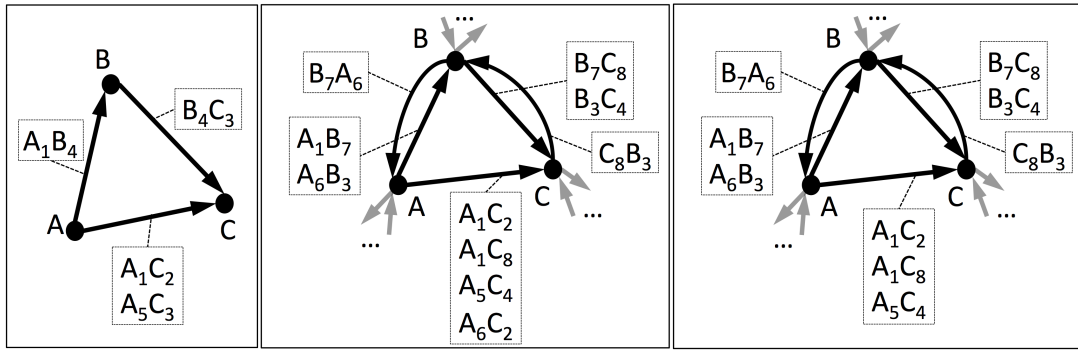 B
B₄C₃
A₁B₄
A
C
A₁C₂
A₅C₃
...
B
B₇A₆
B₇C₈
B₃C₄
A₁B₇
A₆B₃
C₈B₃
A
C
...
...
A₁C₂
A₁C₈
A₅C₄
A₆C₂
...
B
B₇A₆
B₇C₈
B₃C₄
A₁B₇
A₆B₃
C₈B₃
A
C
...
...
A₁C₂
A₁C₈
A₅C₄